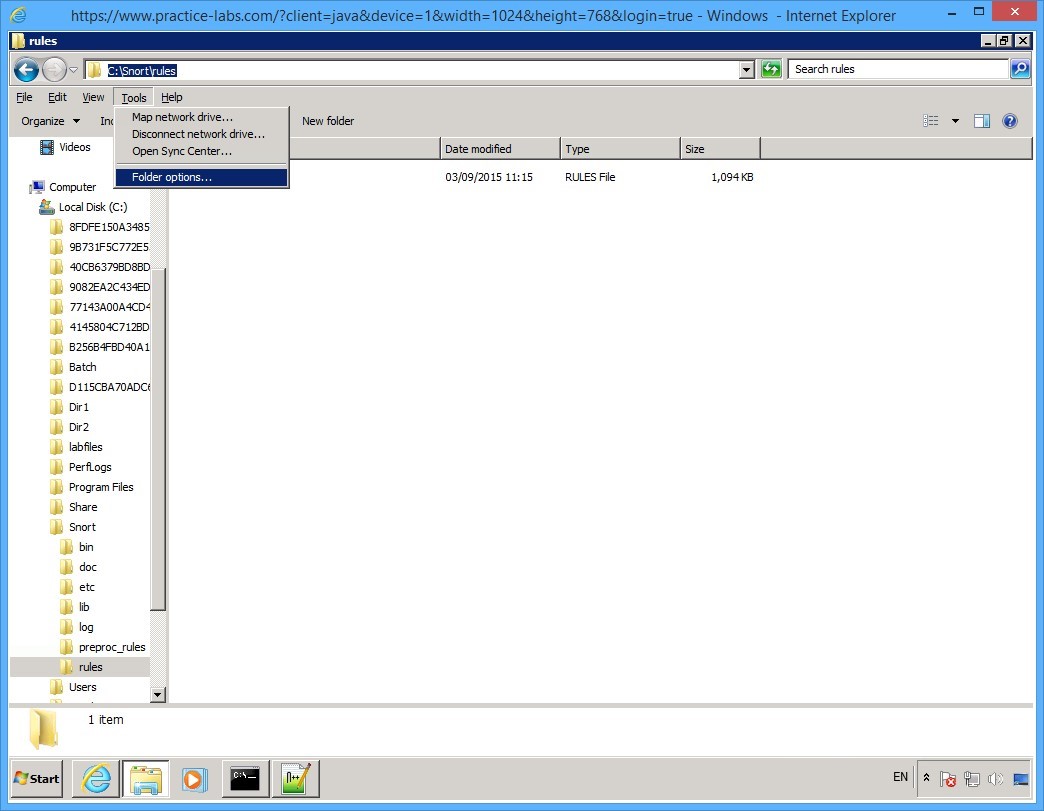 https://www.practice-labs.com/?client=java&device=1&width=1024&height=768&login=true - Windows - Internet Explorer
rules
C:\Snort\rules
Search rules
File Edit View Tools Help
Organize New folder
Map network drive...
Disconnect network drive...
Open Sync Center...
Folder options...
Date modified Type Size
03/09/2015 11:15 RULES File 1,094 KB
Videos
Computer
Local Disk (C:)
8FDFE150A3485
9B731F5C772E5
40CB6379BD8BD
9082EA2C434ED
77143A00A4CD4
4145804C712BD
B256B4FBD40A1
Batch
D115CBA70ADC6
Dir1
Dir2
labfiles
PerfLogs
Program Files
Share
Snort
bin
doc
etc
lib
log
preproc_rules
rules
Users
1 item
Start
C:\
EN